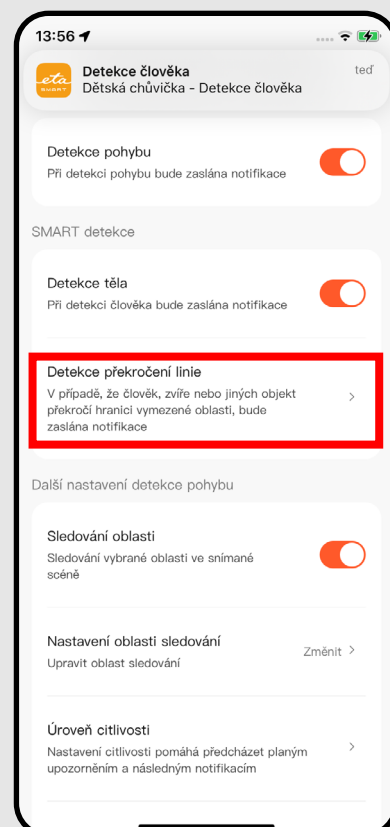 13:56
eta
SMART
Detekce člověka
teď
Dětská chůvička - Detekce člověka
Detekce pohybu
Při detekci pohybu bude zaslána notifikace
SMART detekce
Detekce těla
Při detekci člověka bude zaslána notifikace
Detekce překročení linie
V případě, že člověk, zvíře nebo jiných objekt
překročí hranici vymezené oblasti, bude
zaslána notifikace
Další nastavení detekce pohybu
Sledování oblasti
Sledování vybrané oblasti ve snímané
scéně
Nastavení oblasti sledování
Změnit
Upravit oblast sledování
Úroveň citlivosti
Nastavení citlivosti pomáhá předcházet planým
upozorněním a následným notifikacím